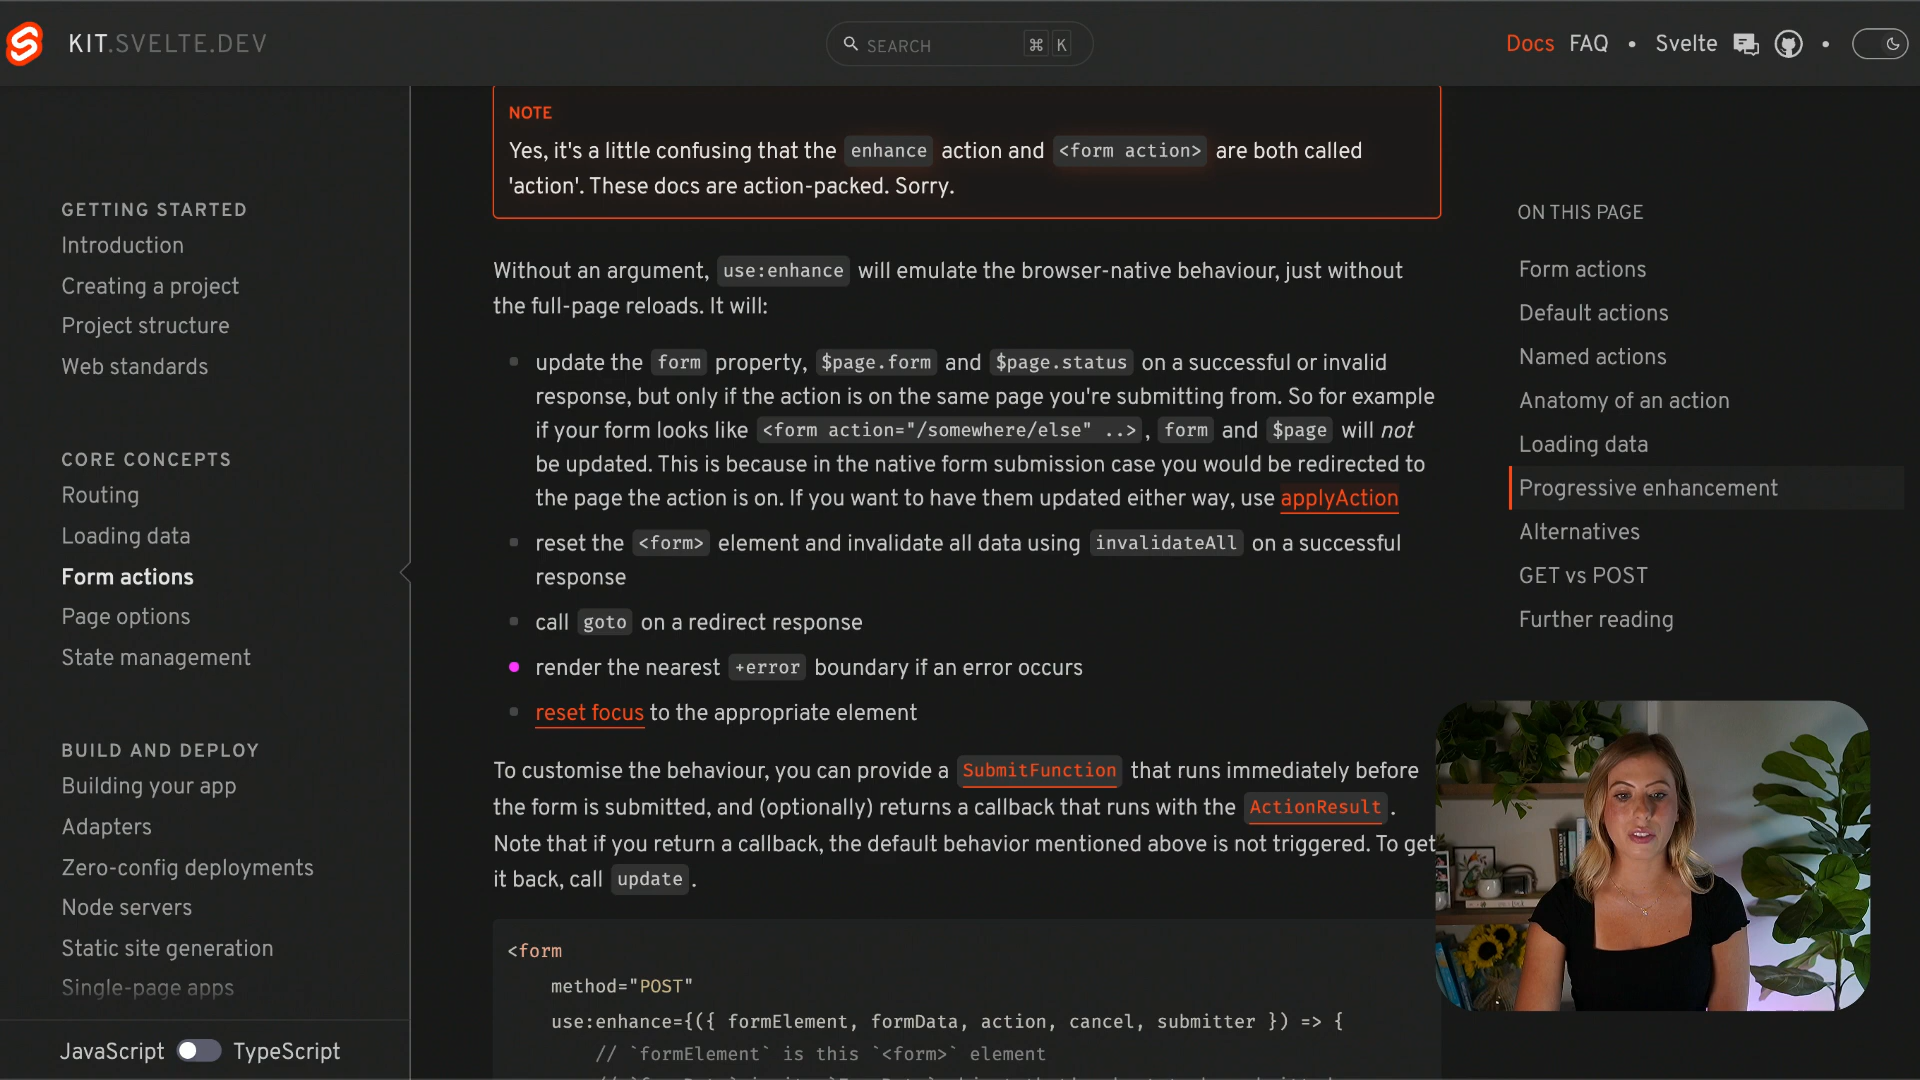 KIT.SVELTE.DEV
SEARCH
⌘ K
Docs FAQ • Svelte •
GETTING STARTED
Introduction
Creating a project
Project structure
Web standards
CORE CONCEPTS
Routing
Loading data
Form actions
Page options
State management
BUILD AND DEPLOY
Building your app
Adapters
Zero-config deployments
Node servers
Static site generation
Single-page apps
JavaScript TypeScript
NOTE
Yes, it's a little confusing that the enhance action and <form action> are both called
'action'. These docs are action-packed. Sorry.
Without an argument, use:enhance will emulate the browser-native behaviour, just without
the full-page reloads. It will:
update the form property, $page.form and $page.status on a successful or invalid
response, but only if the action is on the same page you're submitting from. So for example
if your form looks like <form action="/somewhere/else" ..>, form and $page will not
be updated. This is because in the native form submission case you would be redirected to
the page the action is on. If you want to have them updated either way, use applyAction
reset the <form> element and invalidate all data using invalidateAll on a successful
response
call goto on a redirect response
render the nearest +error boundary if an error occurs
reset focus to the appropriate element
To customise the behaviour, you can provide a SubmitFunction that runs immediately before
the form is submitted, and (optionally) returns a callback that runs with the ActionResult.
Note that if you return a callback, the default behavior mentioned above is not triggered. To get
it back, call update.
<form
method="POST"
use:enhance={({ formElement, formData, action, cancel, submitter }) => {
// `formElement` is this `<form>` element
ON THIS PAGE
Form actions
Default actions
Named actions
Anatomy of an action
Loading data
Progressive enhancement
Alternatives
GET vs POST
Further reading